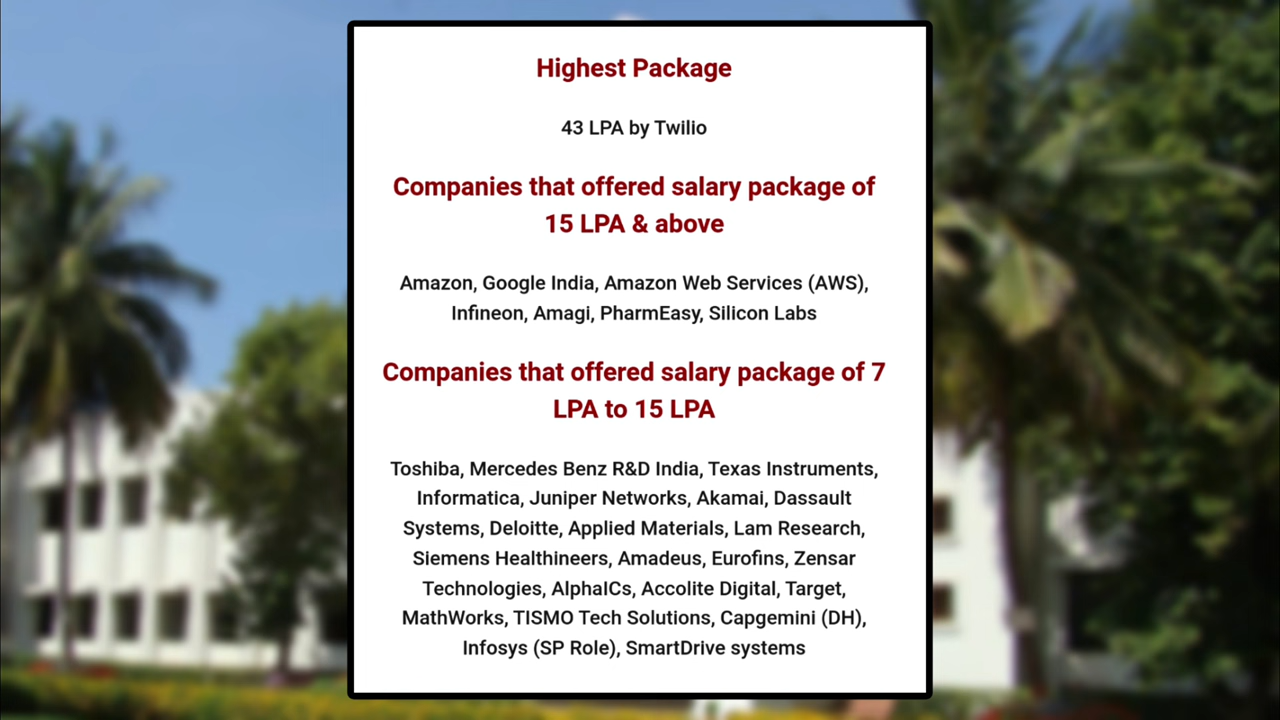 Highest Package
43 LPA by Twilio
Companies that offered salary package of
15 LPA & above
Amazon, Google India, Amazon Web Services (AWS),
Infineon, Amagi, PharmEasy, Silicon Labs
Companies that offered salary package of 7
LPA to 15 LPA
Toshiba, Mercedes Benz R&D India, Texas Instruments,
Informatica, Juniper Networks, Akamai, Dassault
Systems, Deloitte, Applied Materials, Lam Research,
Siemens Healthineers, Amadeus, Eurofins, Zensar
Technologies, AlphaICs, Accolite Digital, Target,
MathWorks, TISMO Tech Solutions, Capgemini (DH),
Infosys (SP Role), SmartDrive systems